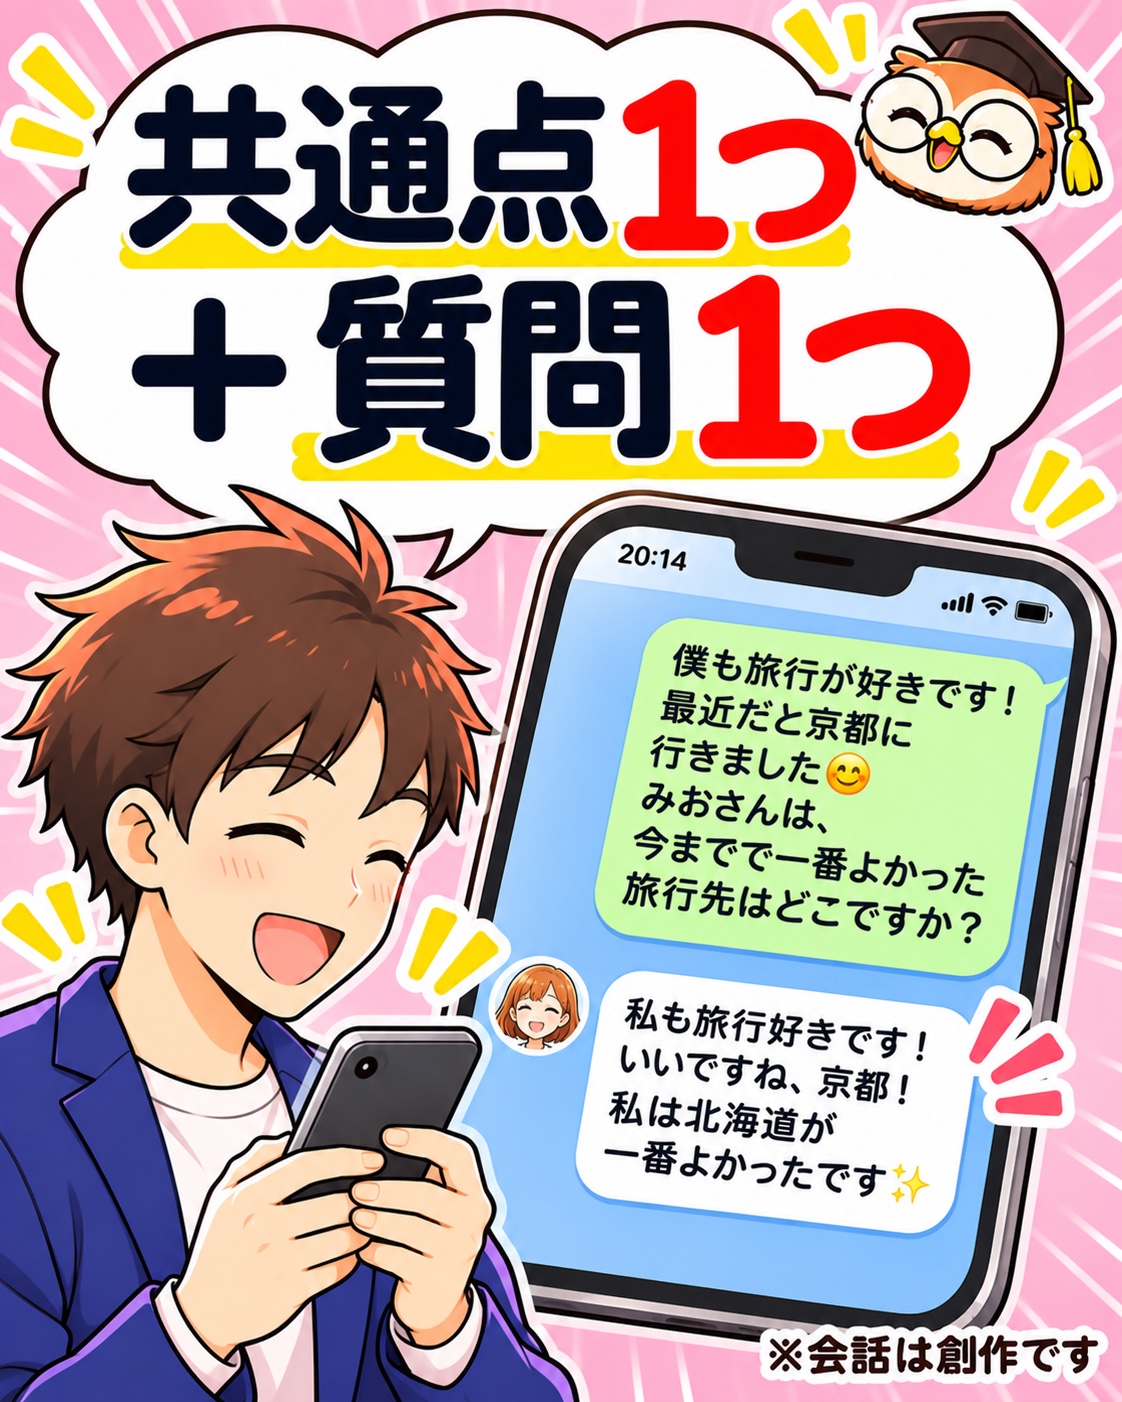 共通点1つ
＋質問1つ
20:14
僕も旅行が好きです！
最近だと京都に
行きました😊
みおさんは、
今までで一番よかった
旅行先はどこですか？
私も旅行好きです！
いいですね、京都！
私は北海道が
一番よかったです✨
※会話は創作です